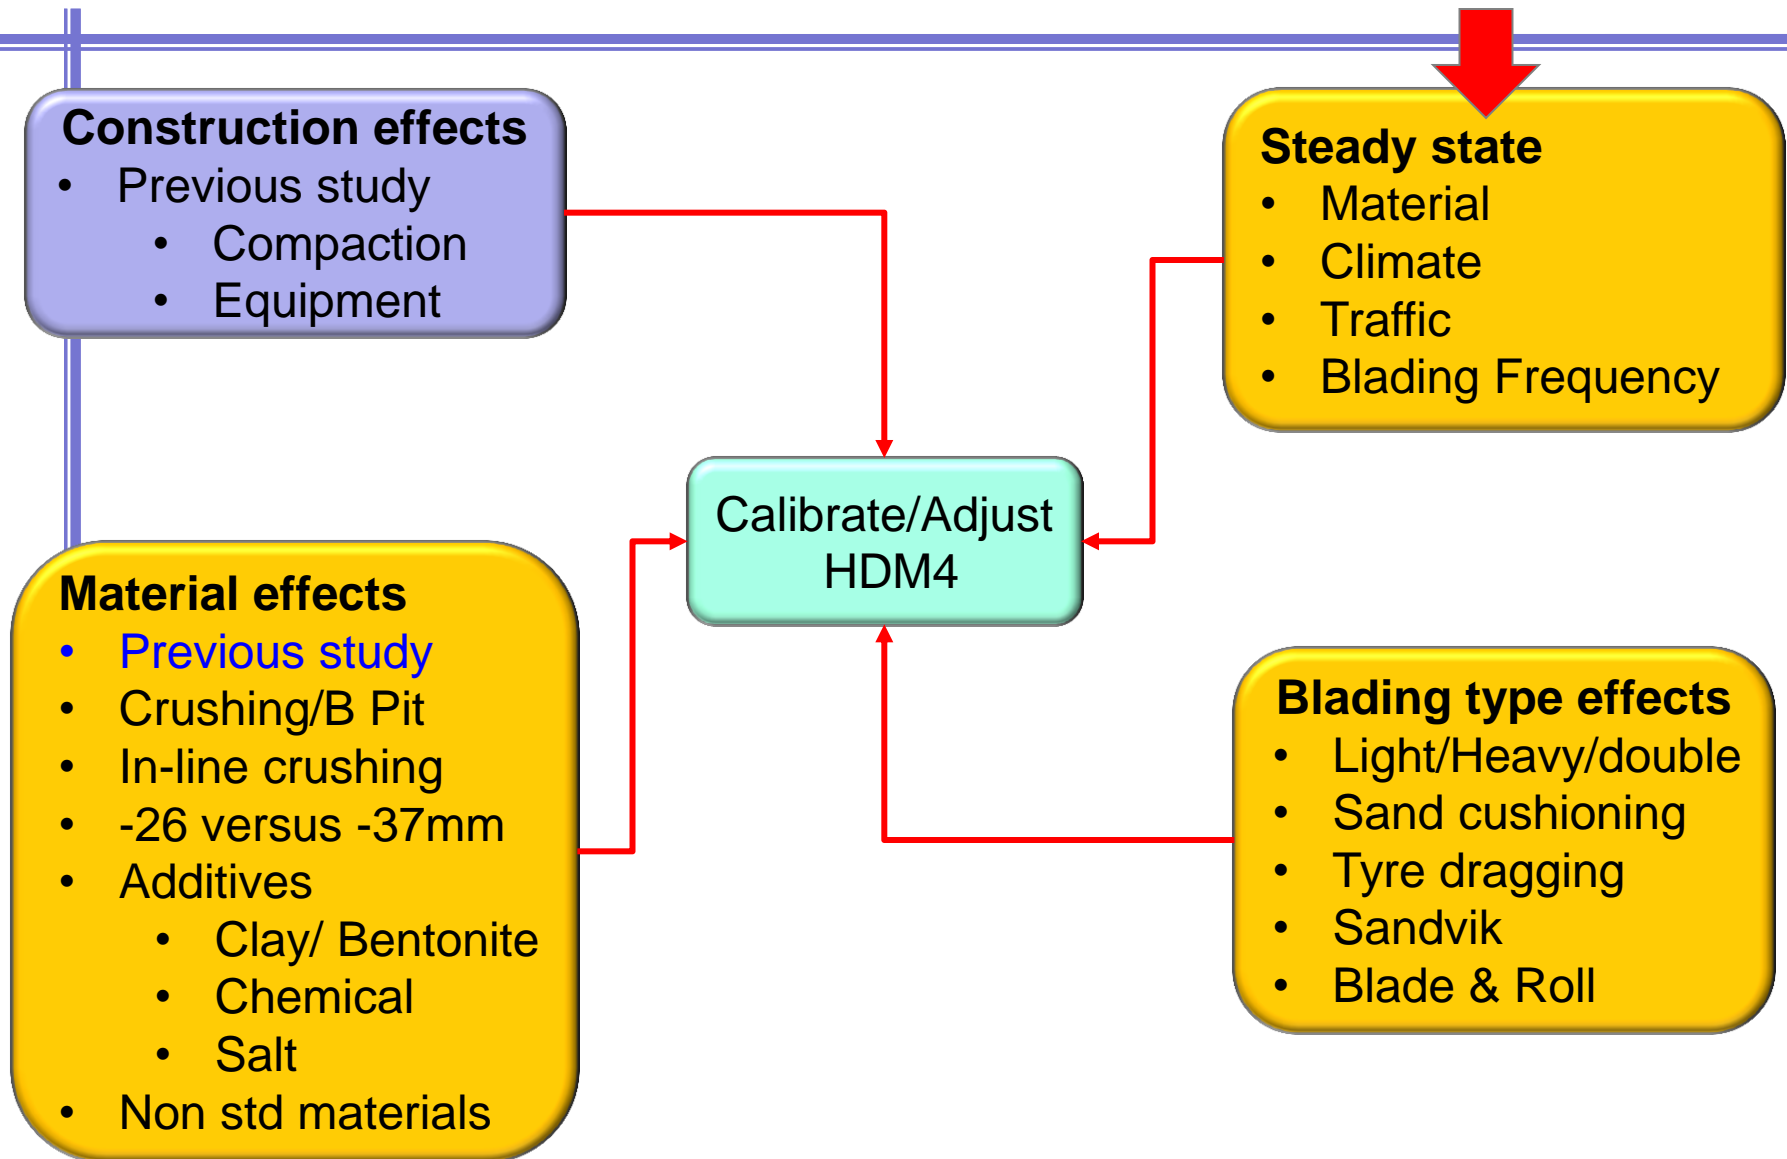 Construction effects
• Previous study
• Compaction
• Equipment
Steady state
• Material
• Climate
• Traffic
• Blading Frequency
Calibrate/Adjust
HDM4
Material effects
• Previous study
• Crushing/B Pit
• In-line crushing
• -26 versus -37mm
• Additives
• Clay/ Bentonite
• Chemical
• Salt
• Non std materials
Blading type effects
• Light/Heavy/double
• Sand cushioning
• Tyre dragging
• Sandvik
• Blade & Roll